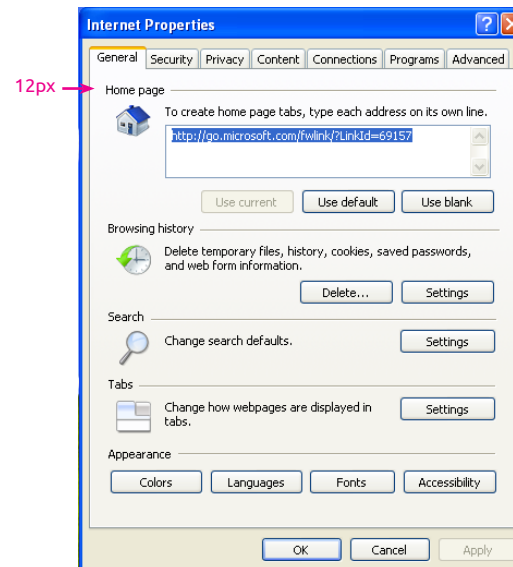 Internet Properties
General Security Privacy Content Connections Programs Advanced
12px
Home page
To create home page tabs, type each address on its own line.
http://go.microsoft.com/fwlink/?LinkId=69157
Use current Use default Use blank
Browsing history
Delete temporary files, history, cookies, saved passwords,
and web form information.
Delete... Settings
Search
Change search defaults. Settings
Tabs
Change how webpages are displayed in
tabs.
Settings
Appearance
Colors Languages Fonts Accessibility
OK Cancel Apply